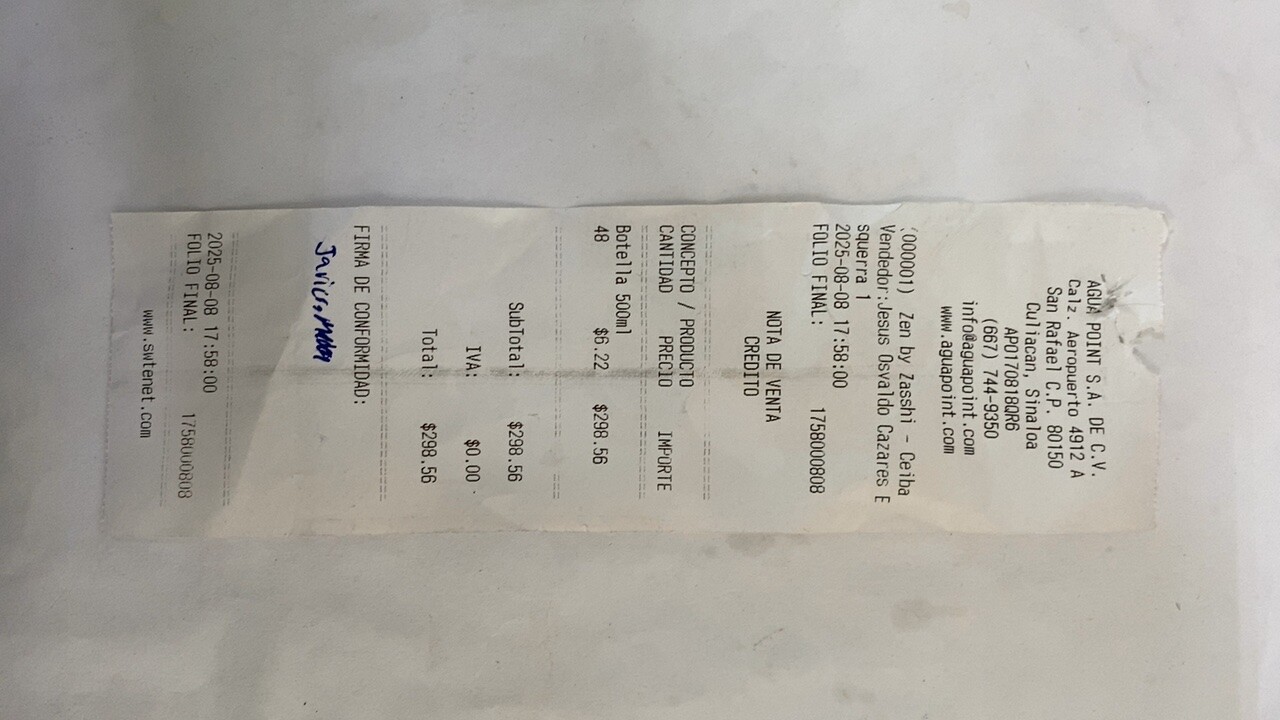 AGUA POINT S.A. DE C.V.
Calz. Aeropuerto 4912 A
San Rafael C.P. 80150
Culiacan, Sinaloa
APO170818QR6
(667) 744-9350
info@aguapoint.com
www.aguapoint.com
(000001) Zen by Zasshi - Ceiba
Vendedor:Jesus Osvaldo Cazares E
squerra 1
2025-08-08 17:58:00
FOLIO FINAL: 1758000808
NOTA DE VENTA
CREDITO
CONCEPTO / PRODUCTO
CANTIDAD PRECIO IMPORTE
Botella 500ml
48 $6.22 $298.56
SubTotal: $298.56
IVA: $0.00
Total: $298.56
FIRMA DE CONFORMIDAD:
Javier
2025-08-08 17:58:00
FOLIO FINAL: 1758000808
www.swtenet.com